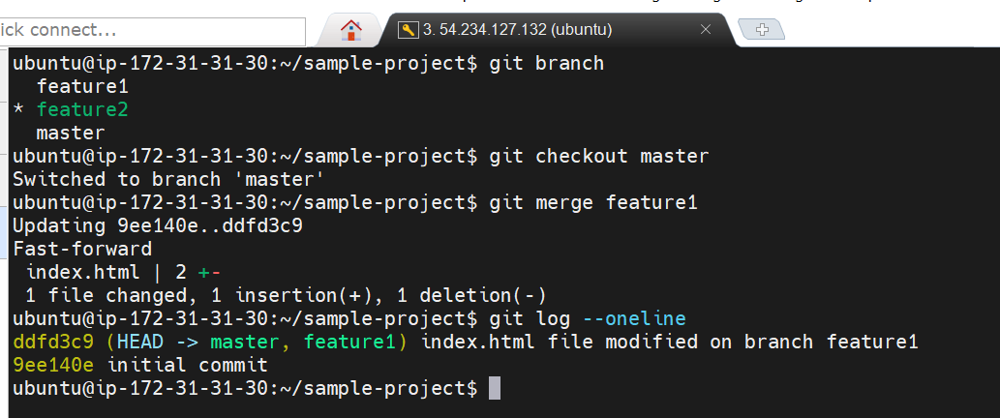 ick connect...
3. 54.234.127.132 (ubuntu)
ubuntu@ip-172-31-31-30:~/sample-project$ git branch
  feature1
* feature2
  master
ubuntu@ip-172-31-31-30:~/sample-project$ git checkout master
Switched to branch 'master'
ubuntu@ip-172-31-31-30:~/sample-project$ git merge feature1
Updating 9ee140e..ddfd3c9
Fast-forward
 index.html | 2 +-
 1 file changed, 1 insertion(+), 1 deletion(-)
ubuntu@ip-172-31-31-30:~/sample-project$ git log --oneline
ddfd3c9 (HEAD -> master, feature1) index.html file modified on branch feature1
9ee140e initial commit
ubuntu@ip-172-31-31-30:~/sample-project$